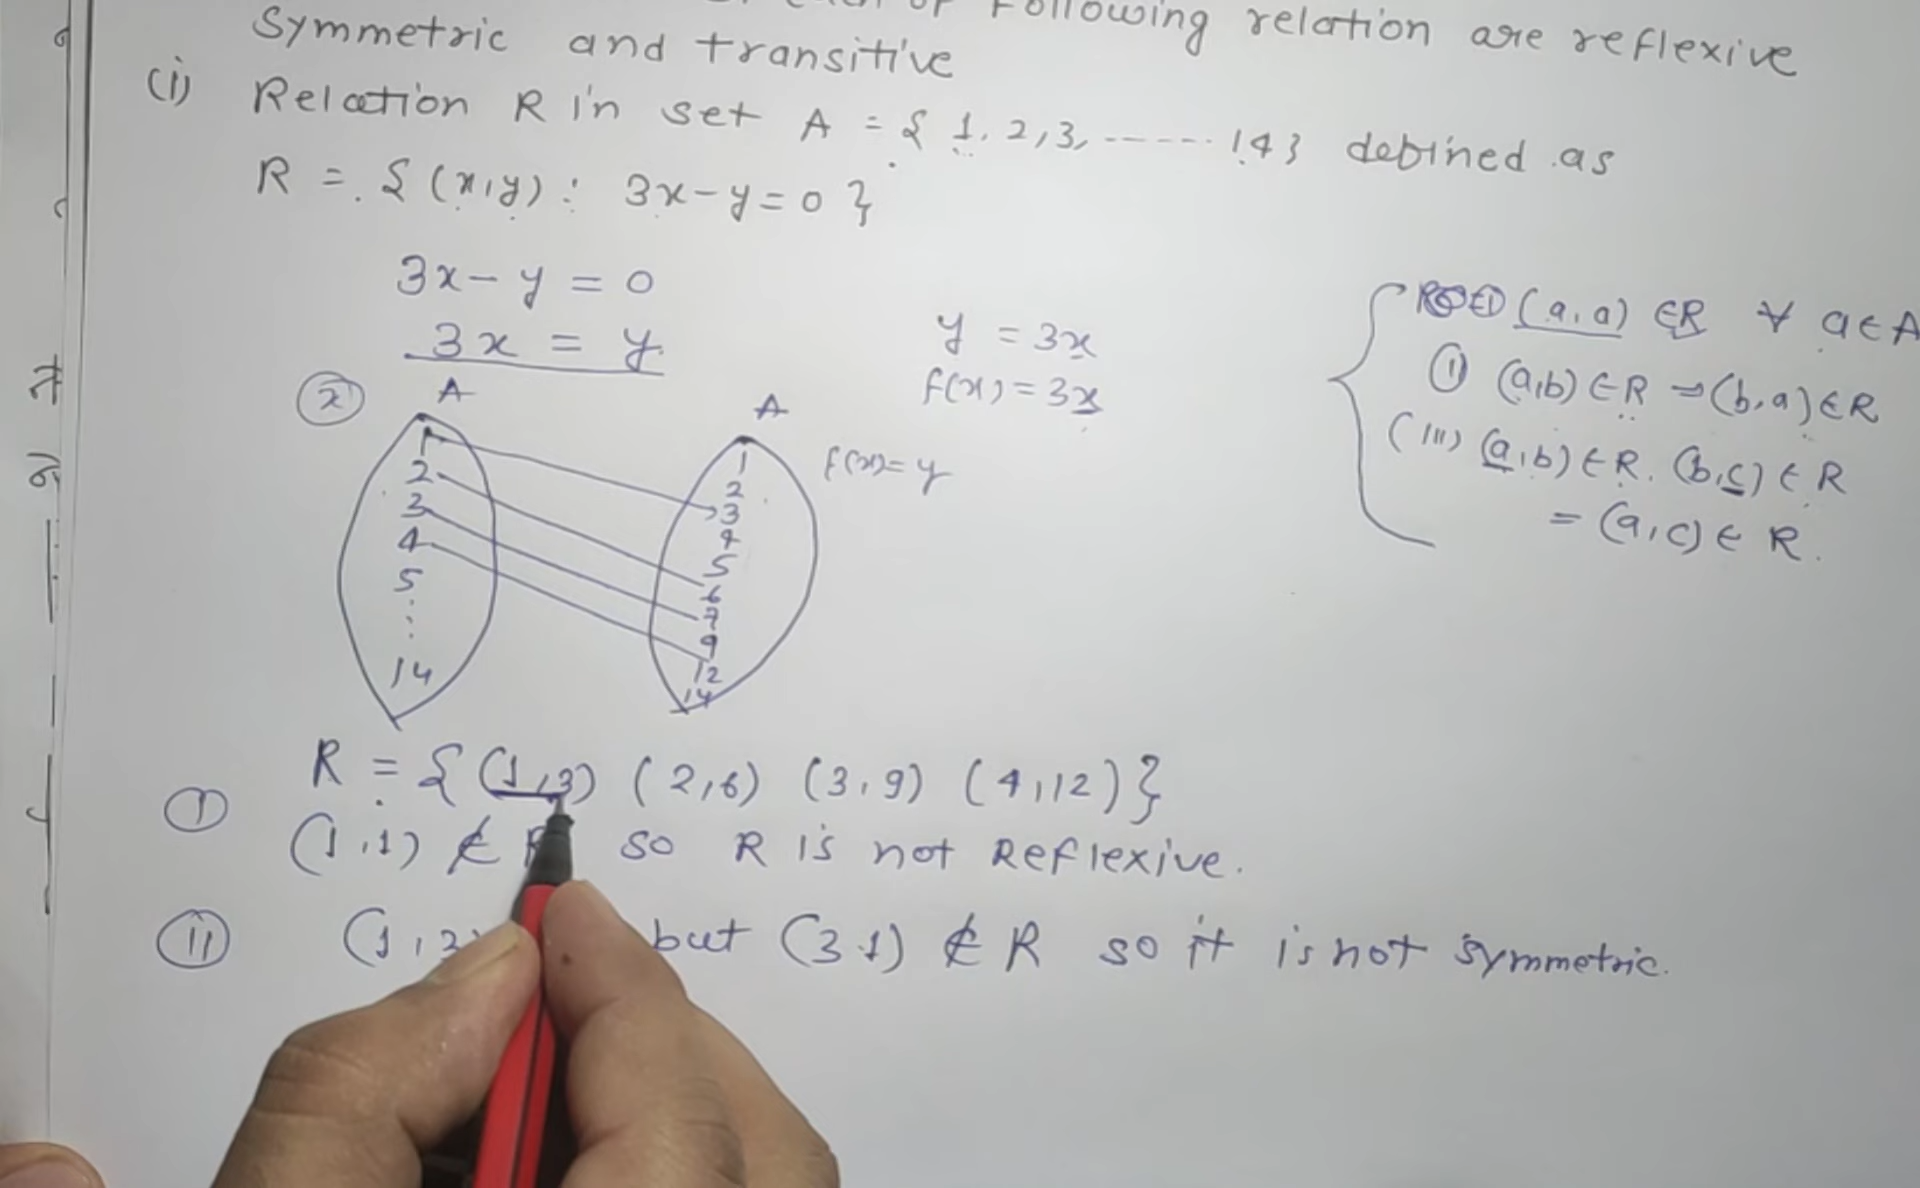 of following relation are reflexive
Symmetric and transitive
(i) Relation R in set A = { 1, 2, 3, ------ 14 } defined as
R = { (x, y) : 3x - y = 0 }
3x - y = 0
3x = y
y = 3x
f(x) = 3x
(a, a) ∈ R ∀ a ∈ A
(a, b) ∈ R → (b, a) ∈ R
(III) (a, b) ∈ R. (b, c) ∈ R
= (a, c) ∈ R.
A
1
2
3
4
5
⋮
14
A
1
2
3
4
5
6
7
9
12
14
f(x) = y
R = { (1, 3) (2, 6) (3, 9) (4, 12) }
(I) (1, 1) ∉ R so R is not Reflexive.
(II) (1, 3 but (3 1) ∉ R so it is not symmetric.